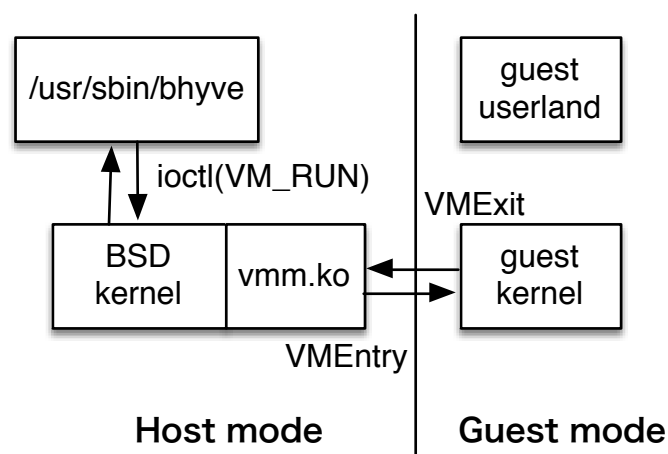 /usr/sbin/bhyve
guest
userland
ioctl(VM_RUN)
VMExit
BSD
kernel
vmm.ko
guest
kernel
VMEntry
Host mode
Guest mode